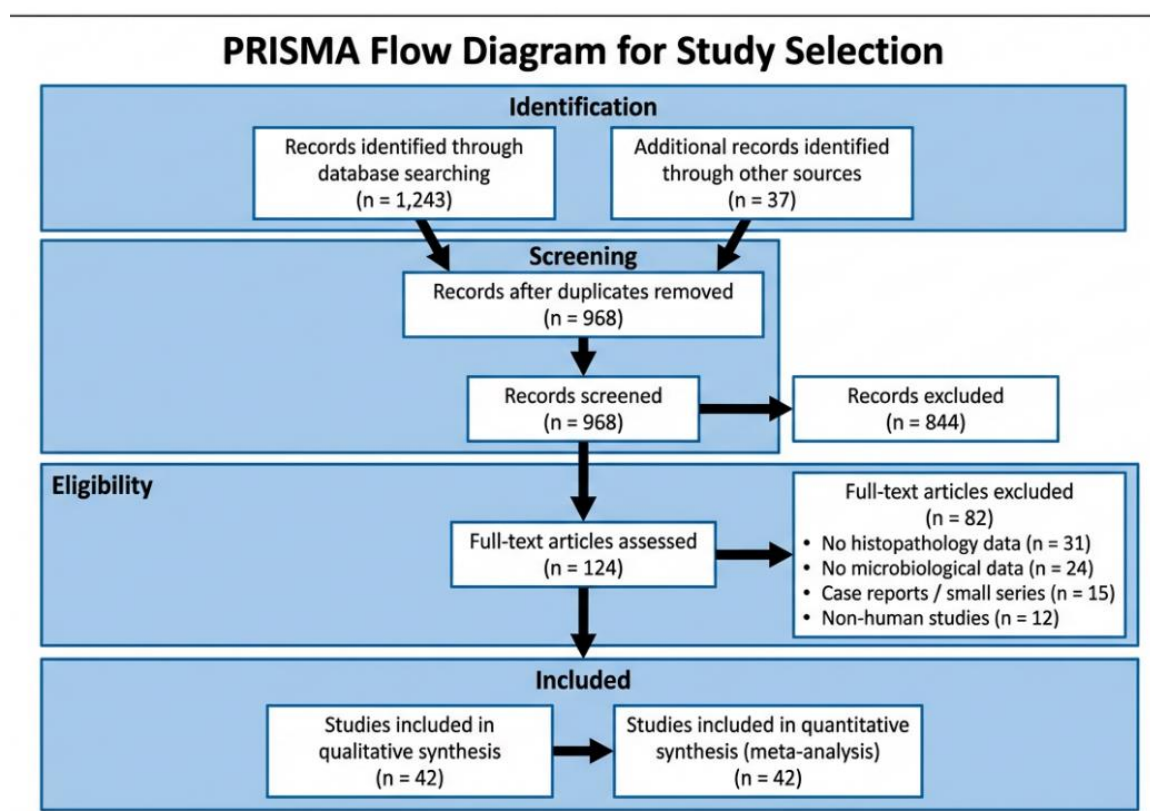 PRISMA Flow Diagram for Study Selection
Identification
Records identified through
database searching
(n = 1,243)
Additional records identified
through other sources
(n = 37)
Screening
Records after duplicates removed
(n = 968)
Records screened
(n = 968)
Records excluded
(n = 844)
Eligibility
Full-text articles assessed
(n = 124)
Full-text articles excluded
(n = 82)
• No histopathology data (n = 31)
• No microbiological data (n = 24)
• Case reports / small series (n = 15)
• Non-human studies (n = 12)
Included
Studies included in
qualitative synthesis
(n = 42)
Studies included in quantitative
synthesis (meta-analysis)
(n = 42)